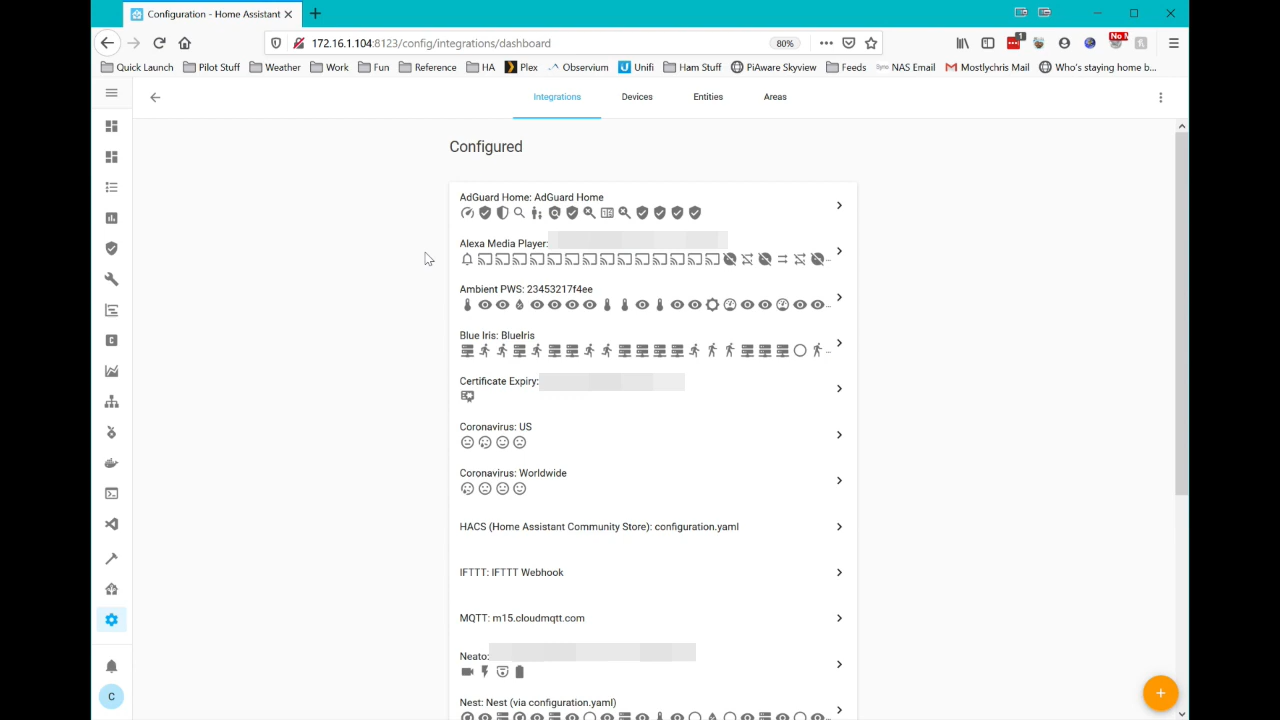 Configuration - Home Assistant
172.16.1.104:8123/config/integrations/dashboard
80%
1
No M
Quick Launch
Pilot Stuff
Weather
Work
Fun
Reference
HA
Plex
Observium
Unifi
Ham Stuff
PiAware Skyview
Feeds
NAS Email
Mostlychris Mail
Who's staying home b...
Integrations
Devices
Entities
Areas
Configured
AdGuard Home: AdGuard Home
Alexa Media Player:
Ambient PWS: 23453217f4ee
Blue Iris: BlueIris
Certificate Expiry:
Coronavirus: US
Coronavirus: Worldwide
HACS (Home Assistant Community Store): configuration.yaml
IFTTT: IFTTT Webhook
MQTT: m15.cloudmqtt.com
Neato:
Nest: Nest (via configuration.yaml)
C